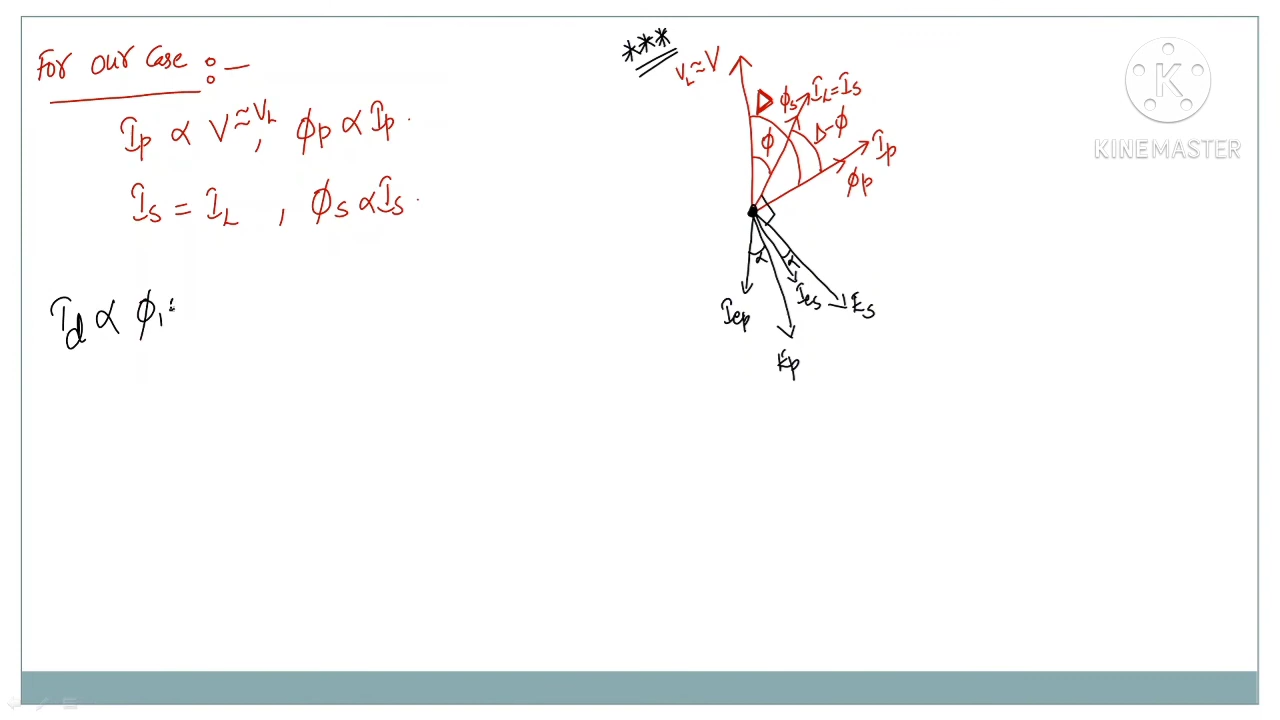 For our Case :-
Ip ∝ V≈VL, ϕp ∝ Ip.
Is = IL , ϕs ∝ Is.
Td ∝ ϕ1
***
VL≈V
D
ϕs
IL=Is
ϕ
D-ϕ
Ip
ϕp
α
α
Iep
Ies
Es
Ep
K
KINEMASTER